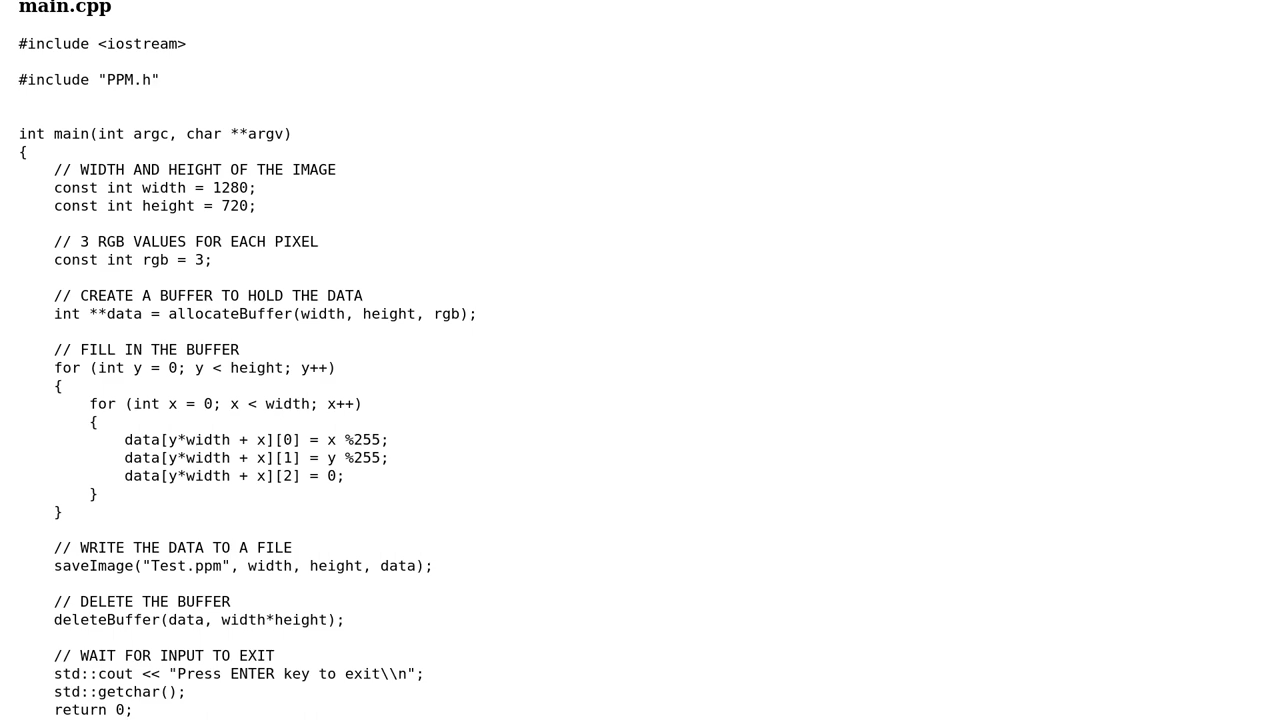 main.cpp
#include <iostream>
#include "PPM.h"
int main(int argc, char **argv)
{
    // WIDTH AND HEIGHT OF THE IMAGE
    const int width = 1280;
    const int height = 720;
    // 3 RGB VALUES FOR EACH PIXEL
    const int rgb = 3;
    // CREATE A BUFFER TO HOLD THE DATA
    int **data = allocateBuffer(width, height, rgb);
    // FILL IN THE BUFFER
    for (int y = 0; y < height; y++)
    {
        for (int x = 0; x < width; x++)
        {
            data[y*width + x][0] = x %255;
            data[y*width + x][1] = y %255;
            data[y*width + x][2] = 0;
        }
    }
    // WRITE THE DATA TO A FILE
    saveImage("Test.ppm", width, height, data);
    // DELETE THE BUFFER
    deleteBuffer(data, width*height);
    // WAIT FOR INPUT TO EXIT
    std::cout << "Press ENTER key to exit\\n";
    std::getchar();
    return 0;